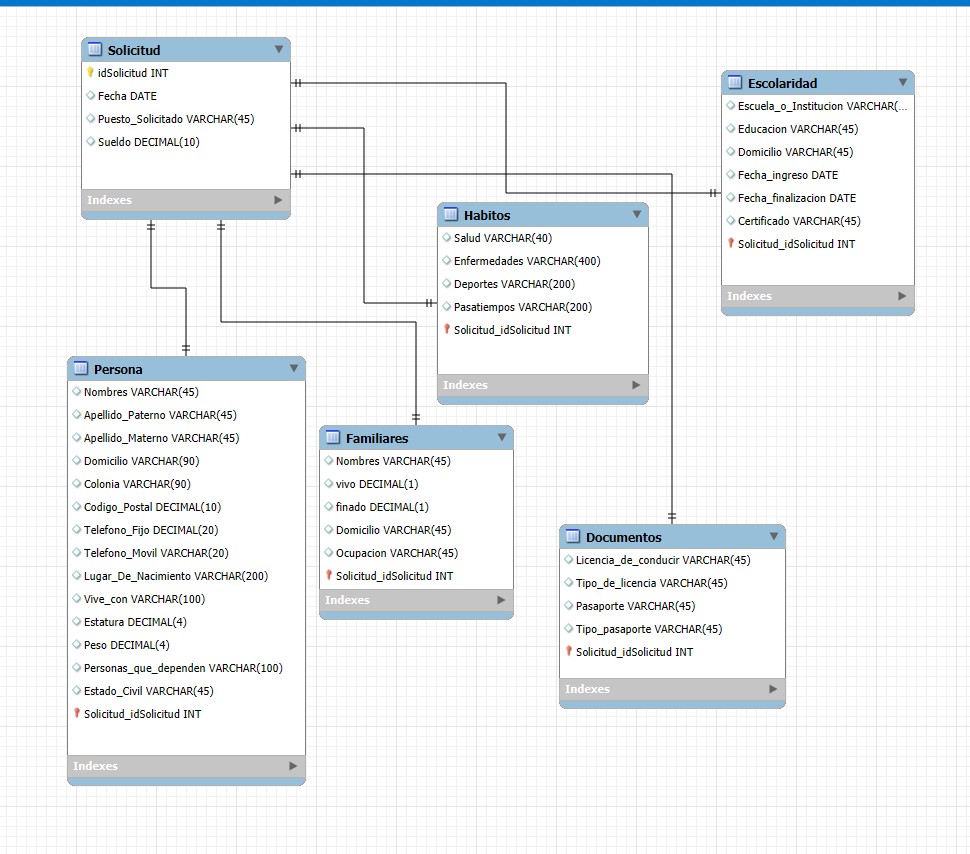 Solicitud
idSolicitud INT
Fecha DATE
Puesto_Solicitado VARCHAR(45)
Sueldo DECIMAL(10)
Indexes
Escolaridad
Escuela_o_Institucion VARCHAR(...
Educacion VARCHAR(45)
Domicilio VARCHAR(45)
Fecha_ingreso DATE
Fecha_finalizacion DATE
Certificado VARCHAR(45)
Solicitud_idSolicitud INT
Indexes
Habitos
Salud VARCHAR(40)
Enfermedades VARCHAR(400)
Deportes VARCHAR(200)
Pasatiempos VARCHAR(200)
Solicitud_idSolicitud INT
Indexes
Persona
Nombres VARCHAR(45)
Apellido_Paterno VARCHAR(45)
Apellido_Materno VARCHAR(45)
Domicilio VARCHAR(90)
Colonia VARCHAR(90)
Codigo_Postal DECIMAL(10)
Telefono_Fijo DECIMAL(20)
Telefono_Movil VARCHAR(20)
Lugar_De_Nacimiento VARCHAR(200)
Vive_con VARCHAR(100)
Estatura DECIMAL(4)
Peso DECIMAL(4)
Personas_que_dependen VARCHAR(100)
Estado_Civil VARCHAR(45)
Solicitud_idSolicitud INT
Indexes
Familiares
Nombres VARCHAR(45)
vivo DECIMAL(1)
finado DECIMAL(1)
Domicilio VARCHAR(45)
Ocupacion VARCHAR(45)
Solicitud_idSolicitud INT
Indexes
Documentos
Licencia_de_conducir VARCHAR(45)
Tipo_de_licencia VARCHAR(45)
Pasaporte VARCHAR(45)
Tipo_pasaporte VARCHAR(45)
Solicitud_idSolicitud INT
Indexes